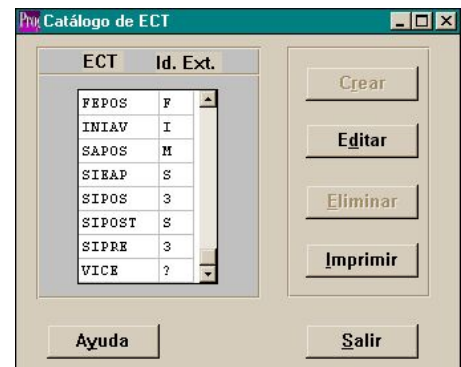 Pro Catálogo de ECT
ECT Id. Ext.
FEPOS F
INIAV I
SAPOS M
SIEAP S
SIPOS 3
SIPOST S
SIPRE 3
VICE ?
Crear
Editar
Eliminar
Imprimir
Ayuda
Salir